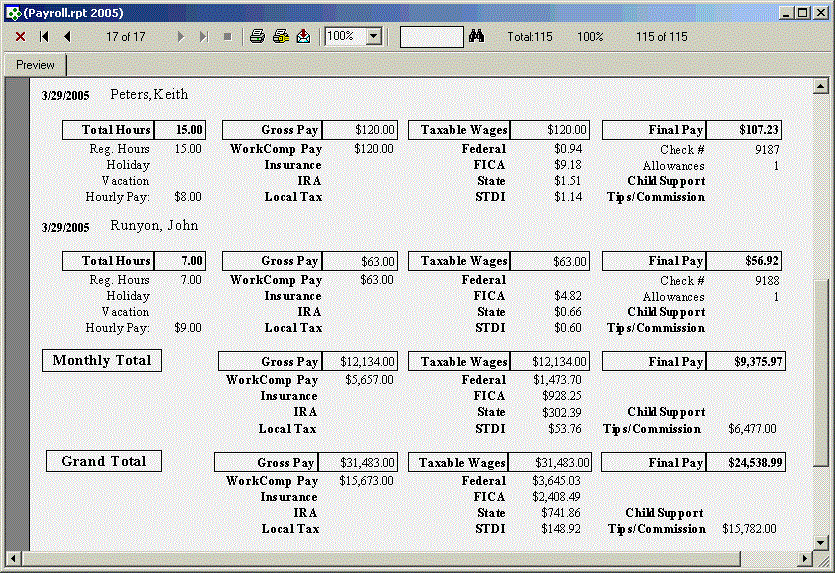 (Payroll.rpt 2005)
17 of 17 100% Total:115 100% 115 of 115
Preview
3/29/2005 Peters, Keith
Total Hours 15.00 Gross Pay $120.00 Taxable Wages $120.00 Final Pay $107.23
Reg. Hours 15.00 WorkComp Pay $120.00 Federal $0.94 Check # 9187
Holiday Insurance FICA $9.18 Allowances 1
Vacation IRA State $1.51 Child Support
Hourly Pay: $8.00 Local Tax STDI $1.14 Tips/Commission
3/29/2005 Runyon, John
Total Hours 7.00 Gross Pay $63.00 Taxable Wages $63.00 Final Pay $56.92
Reg. Hours 7.00 WorkComp Pay $63.00 Federal Check # 9188
Holiday Insurance FICA $4.82 Allowances 1
Vacation IRA State $0.66 Child Support
Hourly Pay: $9.00 Local Tax STDI $0.60 Tips/Commission
Monthly Total Gross Pay $12,134.00 Taxable Wages $12,134.00 Final Pay $9,375.97
WorkComp Pay $5,657.00 Federal $1,473.70
Insurance FICA $928.25
IRA State $302.39 Child Support
Local Tax STDI $53.76 Tips/Commission $6,477.00
Grand Total Gross Pay $31,483.00 Taxable Wages $31,483.00 Final Pay $24,538.99
WorkComp Pay $15,673.00 Federal $3,645.03
Insurance FICA $2,408.49
IRA State $741.86 Child Support
Local Tax STDI $148.92 Tips/Commission $15,782.00